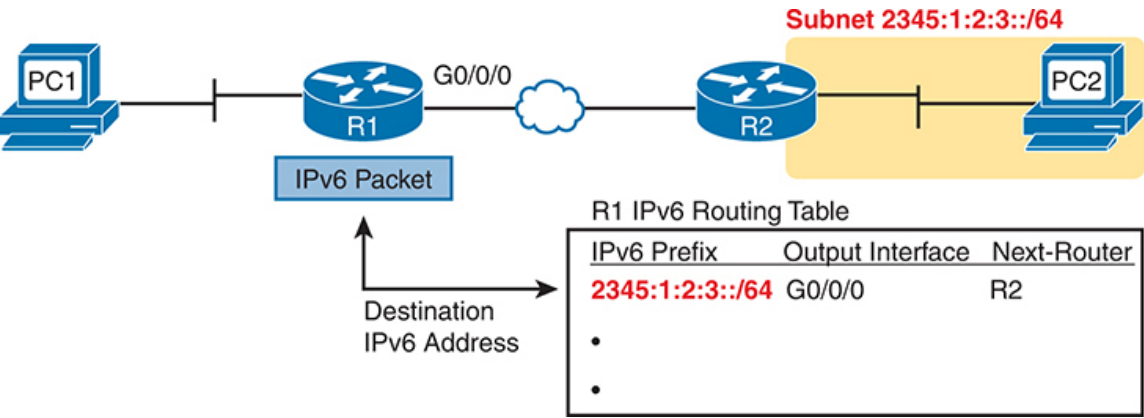 Subnet 2345:1:2:3::/64
PC1
G0/0/0
PC2
R1
R2
IPv6 Packet
R1 IPv6 Routing Table
IPv6 Prefix Output Interface Next-Router
2345:1:2:3::/64 G0/0/0 R2
Destination
IPv6 Address
•
•